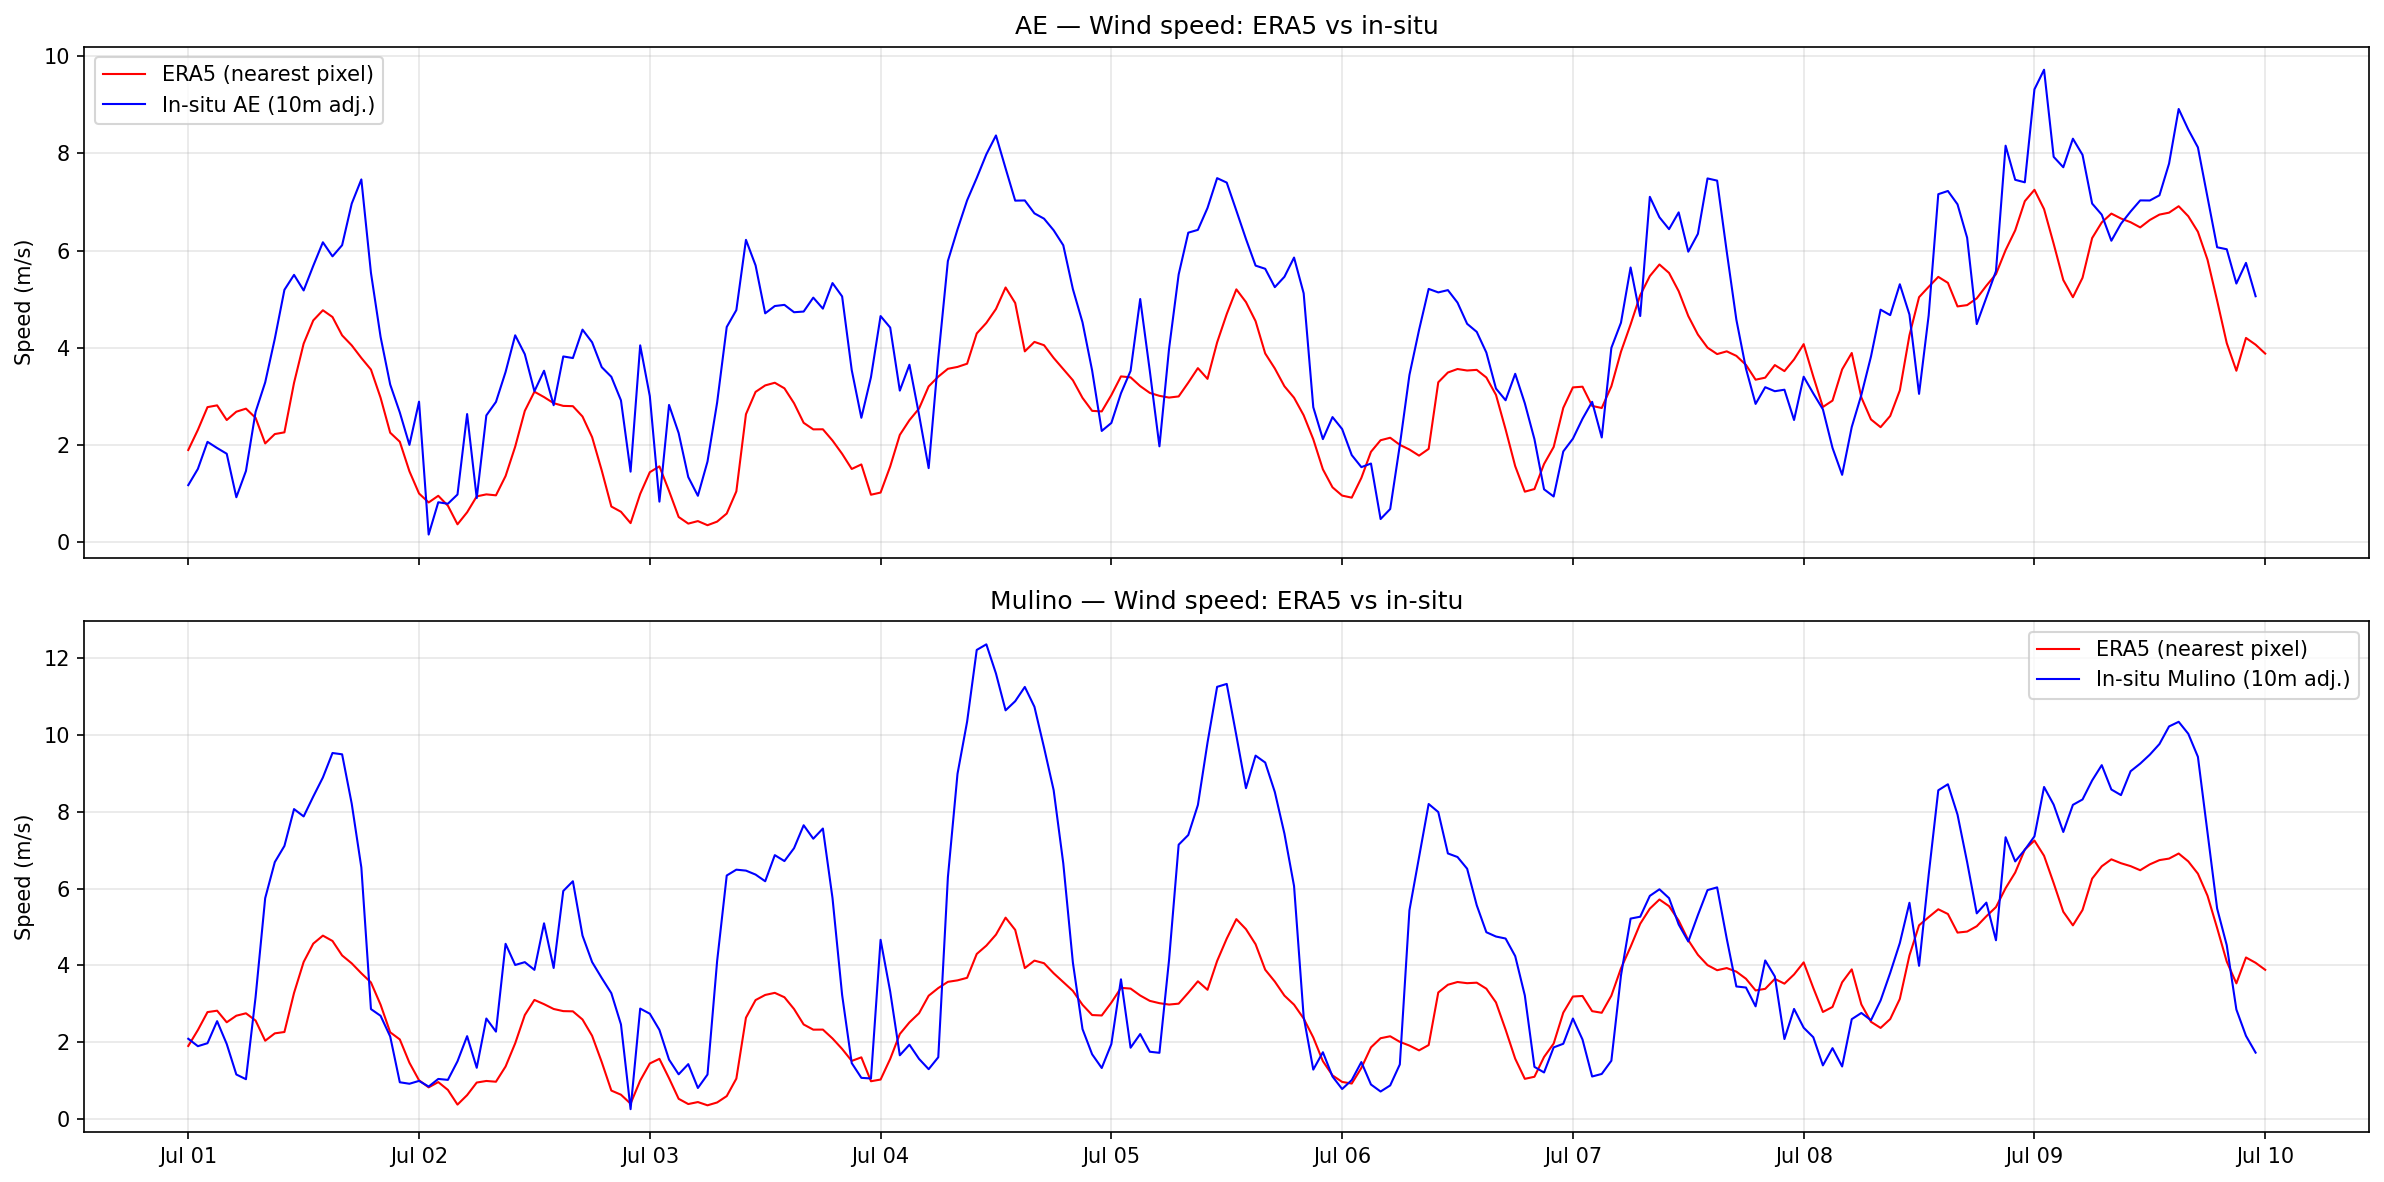 AE — Wind speed: ERA5 vs in-situ
ERA5 (nearest pixel)
In-situ AE (10m adj.)
Speed (m/s)
10
8
6
4
2
0
Mulino — Wind speed: ERA5 vs in-situ
ERA5 (nearest pixel)
In-situ Mulino (10m adj.)
Speed (m/s)
12
10
8
6
4
2
0
Jul 01 Jul 02 Jul 03 Jul 04 Jul 05 Jul 06 Jul 07 Jul 08 Jul 09 Jul 10